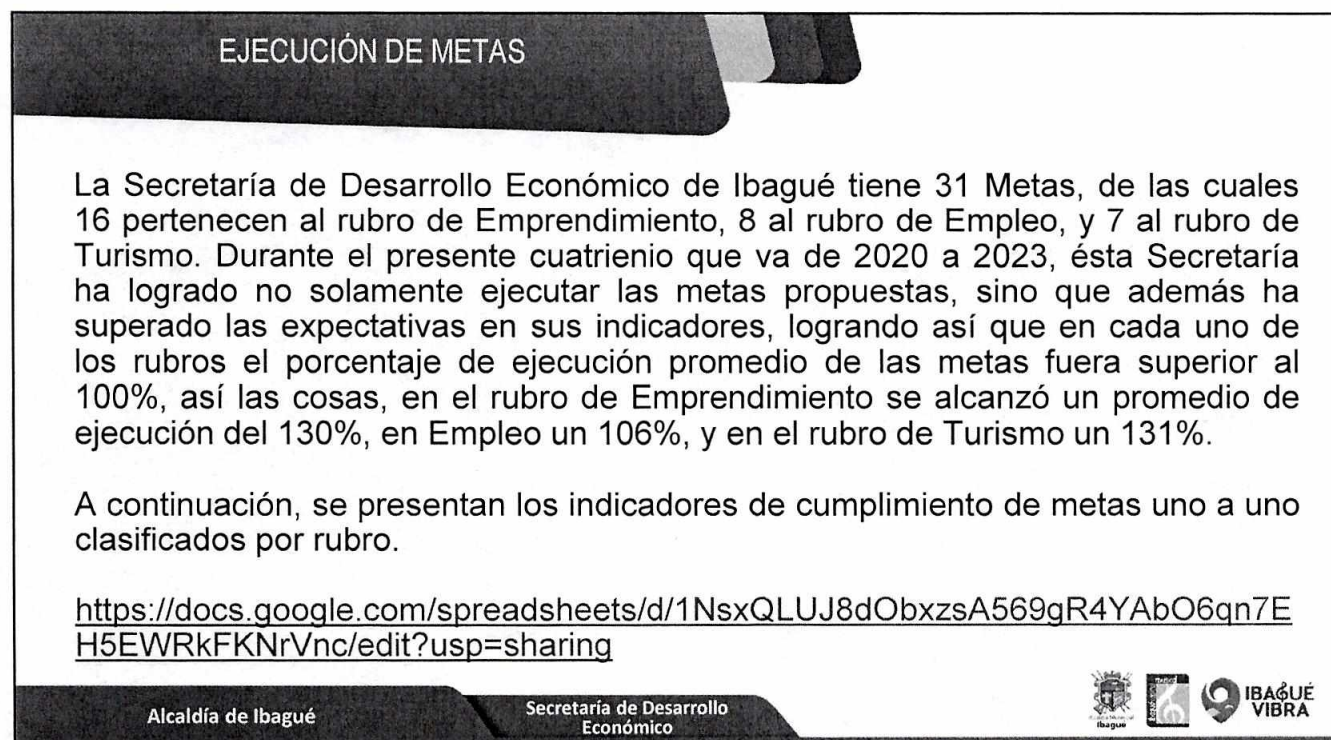 EJECUCIÓN DE METAS
La Secretaría de Desarrollo Económico de Ibagué tiene 31 Metas, de las cuales
16 pertenecen al rubro de Emprendimiento, 8 al rubro de Empleo, y 7 al rubro de
Turismo. Durante el presente cuatrienio que va de 2020 a 2023, ésta Secretaría
ha logrado no solamente ejecutar las metas propuestas, sino que además ha
superado las expectativas en sus indicadores, logrando así que en cada uno de
los rubros el porcentaje de ejecución promedio de las metas fuera superior al
100%, así las cosas, en el rubro de Emprendimiento se alcanzó un promedio de
ejecución del 130%, en Empleo un 106%, y en el rubro de Turismo un 131%.
A continuación, se presentan los indicadores de cumplimiento de metas uno a uno
clasificados por rubro.
https://docs.google.com/spreadsheets/d/1NsxQLUJ8dObxzsA569gR4YAbO6qn7E
H5EWRkFKNrVnc/edit?usp=sharing
Alcaldía de Ibagué
Secretaría de Desarrollo
Económico
Ibagué
IBAGUÉ
VIBRA